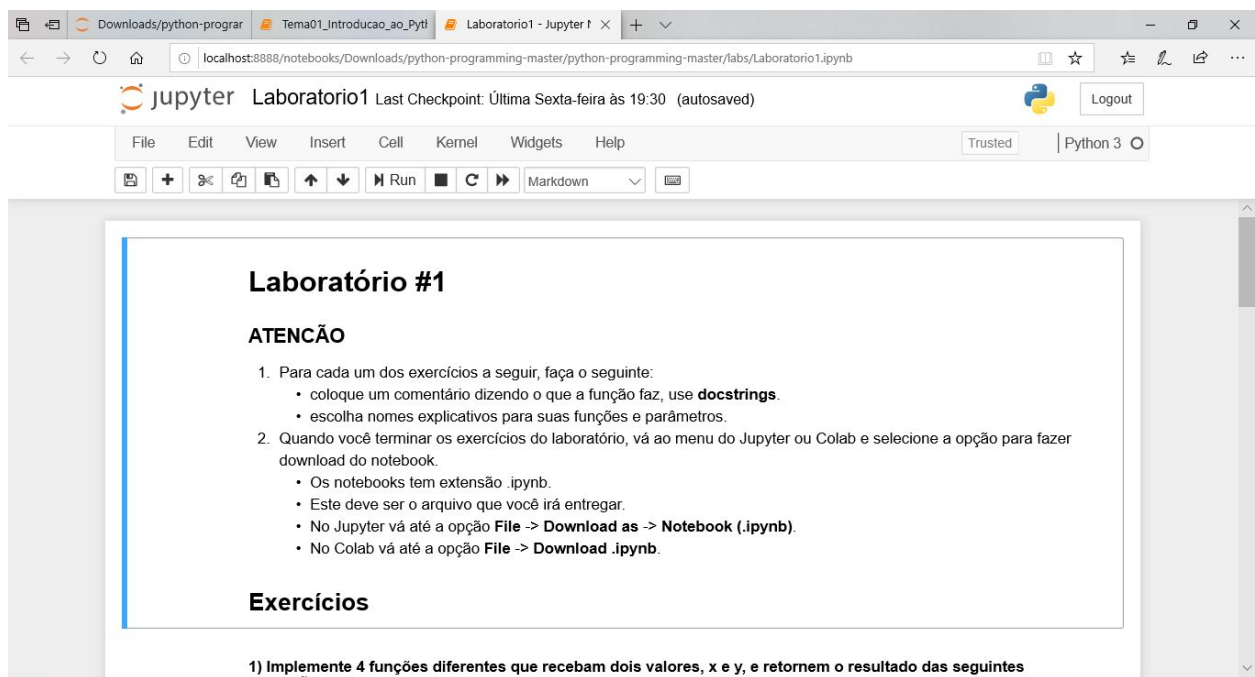 Downloads/python-prograr
Tema01_Introducao_ao_Pytl
Laboratorio1 - Jupyter N
localhost:8888/notebooks/Downloads/python-programming-master/python-programming-master/labs/Laboratorio1.ipynb
jupyter Laboratorio1 Last Checkpoint: Última Sexta-feira às 19:30 (autosaved)
Logout
File Edit View Insert Cell Kernel Widgets Help
Trusted
Python 3
Run
Markdown
Laboratório #1
ATENCÃO
1. Para cada um dos exercícios a seguir, faça o seguinte:
• coloque um comentário dizendo o que a função faz, use docstrings.
• escolha nomes explicativos para suas funções e parâmetros.
2. Quando você terminar os exercícios do laboratório, vá ao menu do Jupyter ou Colab e selecione a opção para fazer
download do notebook.
• Os notebooks tem extensão .ipynb.
• Este deve ser o arquivo que você irá entregar.
• No Jupyter vá até a opção File -> Download as -> Notebook (.ipynb).
• No Colab vá até a opção File -> Download .ipynb.
Exercícios
1) Implemente 4 funções diferentes que recebam dois valores, x e y, e retornem o resultado das seguintes